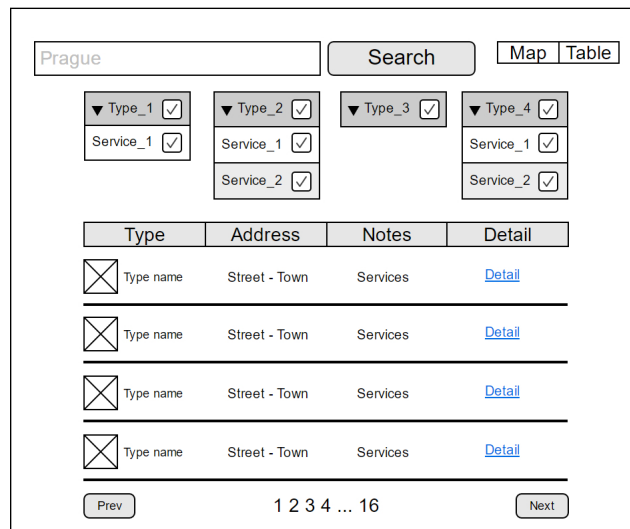 Prague Search Map Table
Type_1 Type_2 Type_3 Type_4
Service_1 Service_1 Service_1
Service_2 Service_2
Type Address Notes Detail
Type name Street - Town Services Detail
Type name Street - Town Services Detail
Type name Street - Town Services Detail
Type name Street - Town Services Detail
Prev 1 2 3 4 ... 16 Next